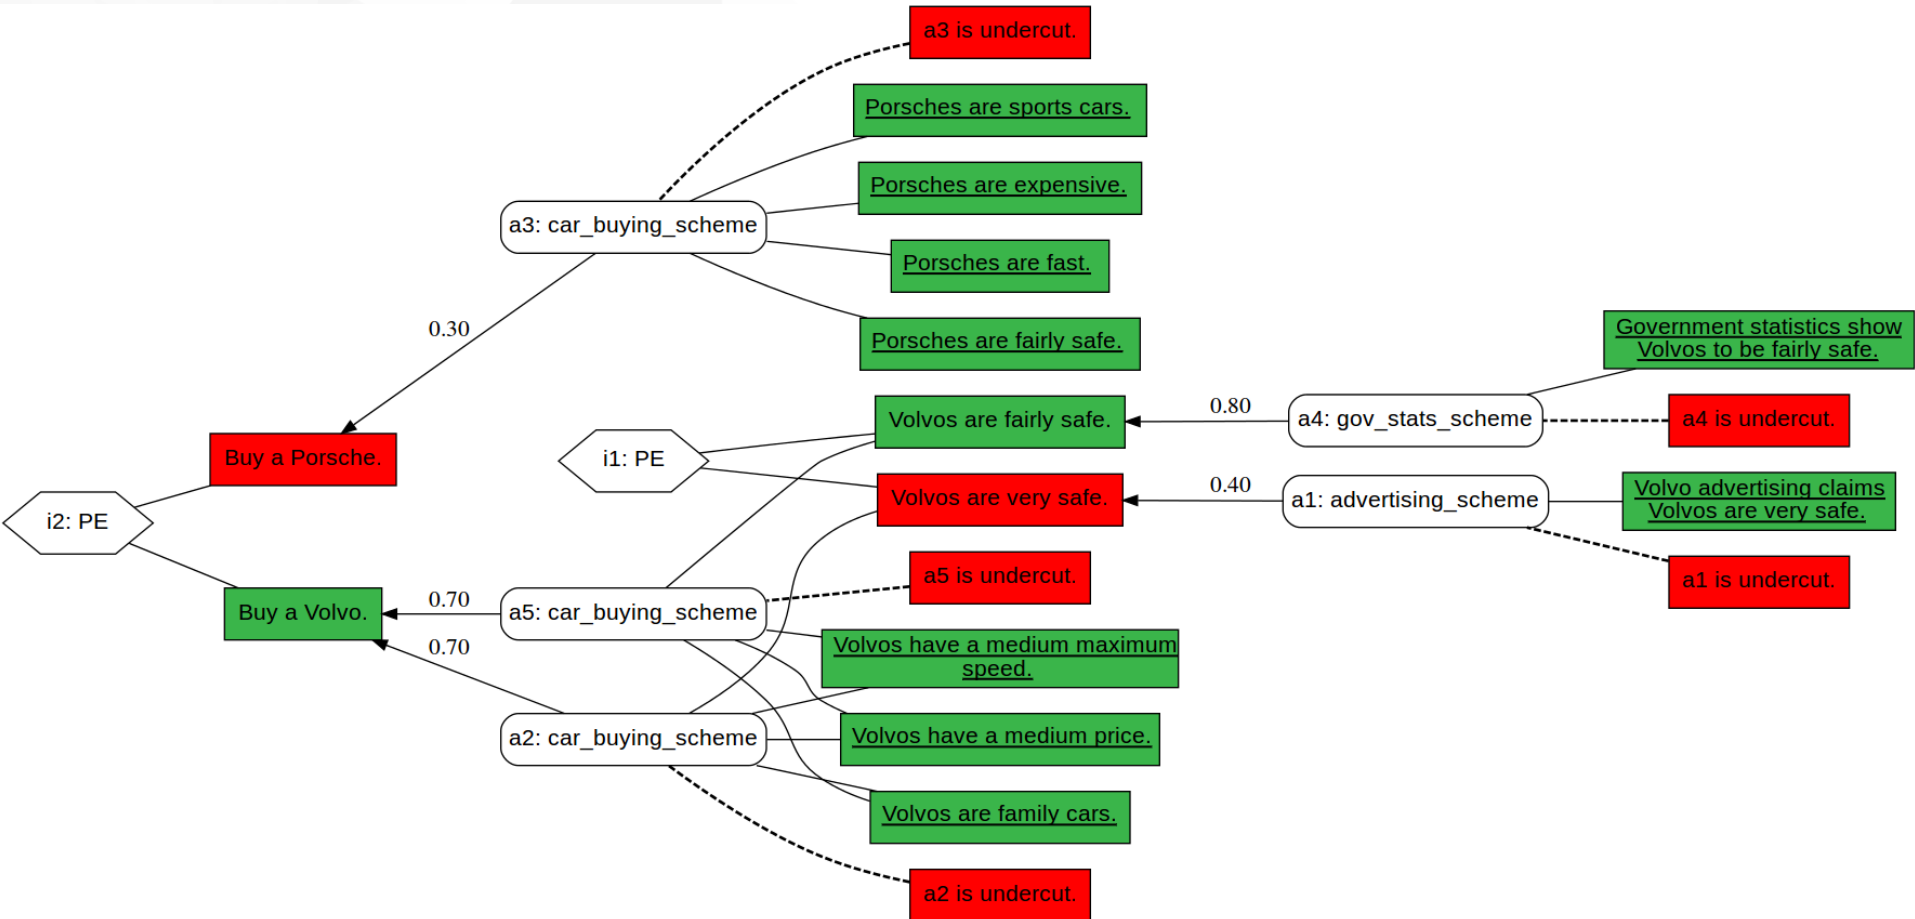 a3 is undercut.
Porsches are sports cars.
Porsches are expensive.
a3: car_buying_scheme
Porsches are fast.
Porsches are fairly safe.
0.30
Government statistics show
Volvos to be fairly safe.
Volvos are fairly safe.
0.80
a4: gov_stats_scheme
a4 is undercut.
Buy a Porsche.
i1: PE
Volvos are very safe.
0.40
a1: advertising_scheme
Volvo advertising claims
Volvos are very safe.
i2: PE
a5 is undercut.
a1 is undercut.
Buy a Volvo.
0.70
a5: car_buying_scheme
0.70
Volvos have a medium maximum
speed.
a2: car_buying_scheme
Volvos have a medium price.
Volvos are family cars.
a2 is undercut.